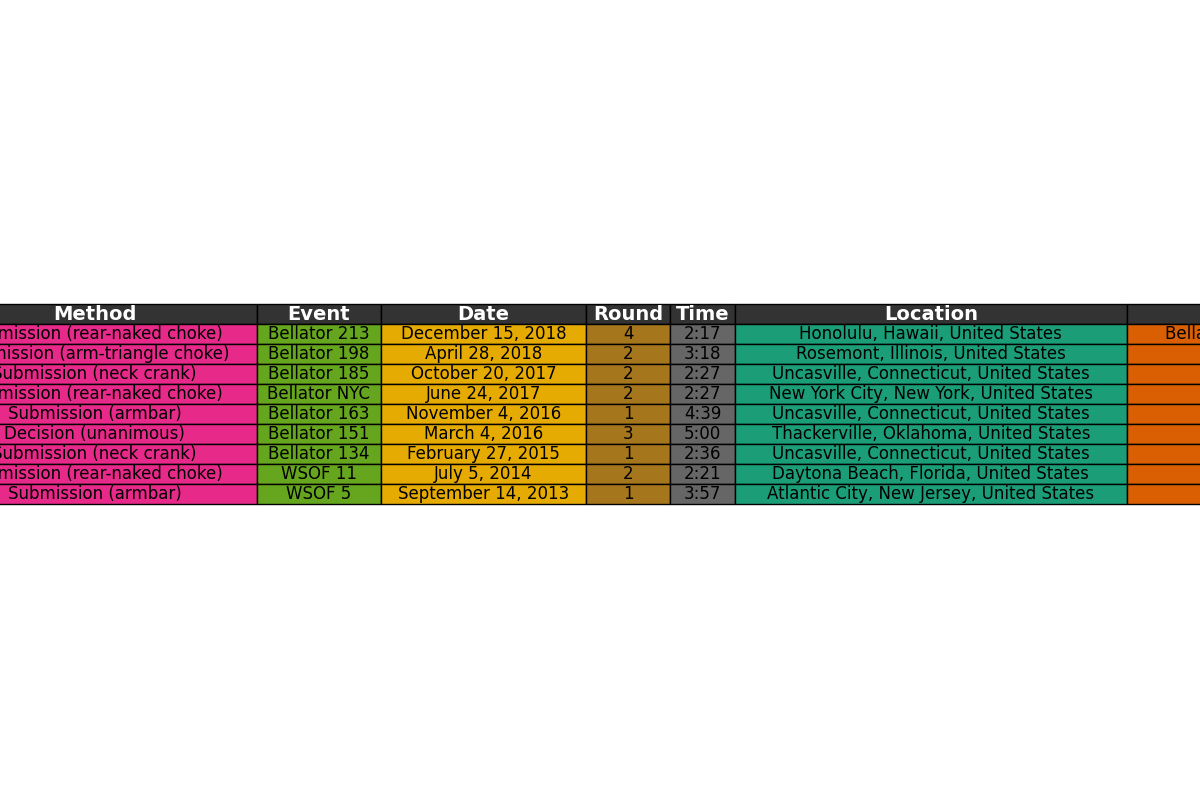 Method Event Date Round Time Location
(rear-naked choke) Bellator 213 December 15, 2018 4 2:17 Honolulu, Hawaii, United States
(arm-triangle choke) Bellator 198 April 28, 2018 2 3:18 Rosemont, Illinois, United States
Submission (neck crank) Bellator 185 October 20, 2017 2 2:27 Uncasville, Connecticut, United States
(rear-naked choke) Bellator NYC June 24, 2017 2 2:27 New York City, New York, United States
Submission (armbar) Bellator 163 November 4, 2016 1 4:39 Uncasville, Connecticut, United States
Decision (unanimous) Bellator 151 March 4, 2016 3 5:00 Thackerville, Oklahoma, United States
Submission (neck crank) Bellator 134 February 27, 2015 1 2:36 Uncasville, Connecticut, United States
(rear-naked choke) WSOF 11 July 5, 2014 2 2:21 Daytona Beach, Florida, United States
Submission (armbar) WSOF 5 September 14, 2013 1 3:57 Atlantic City, New Jersey, United States